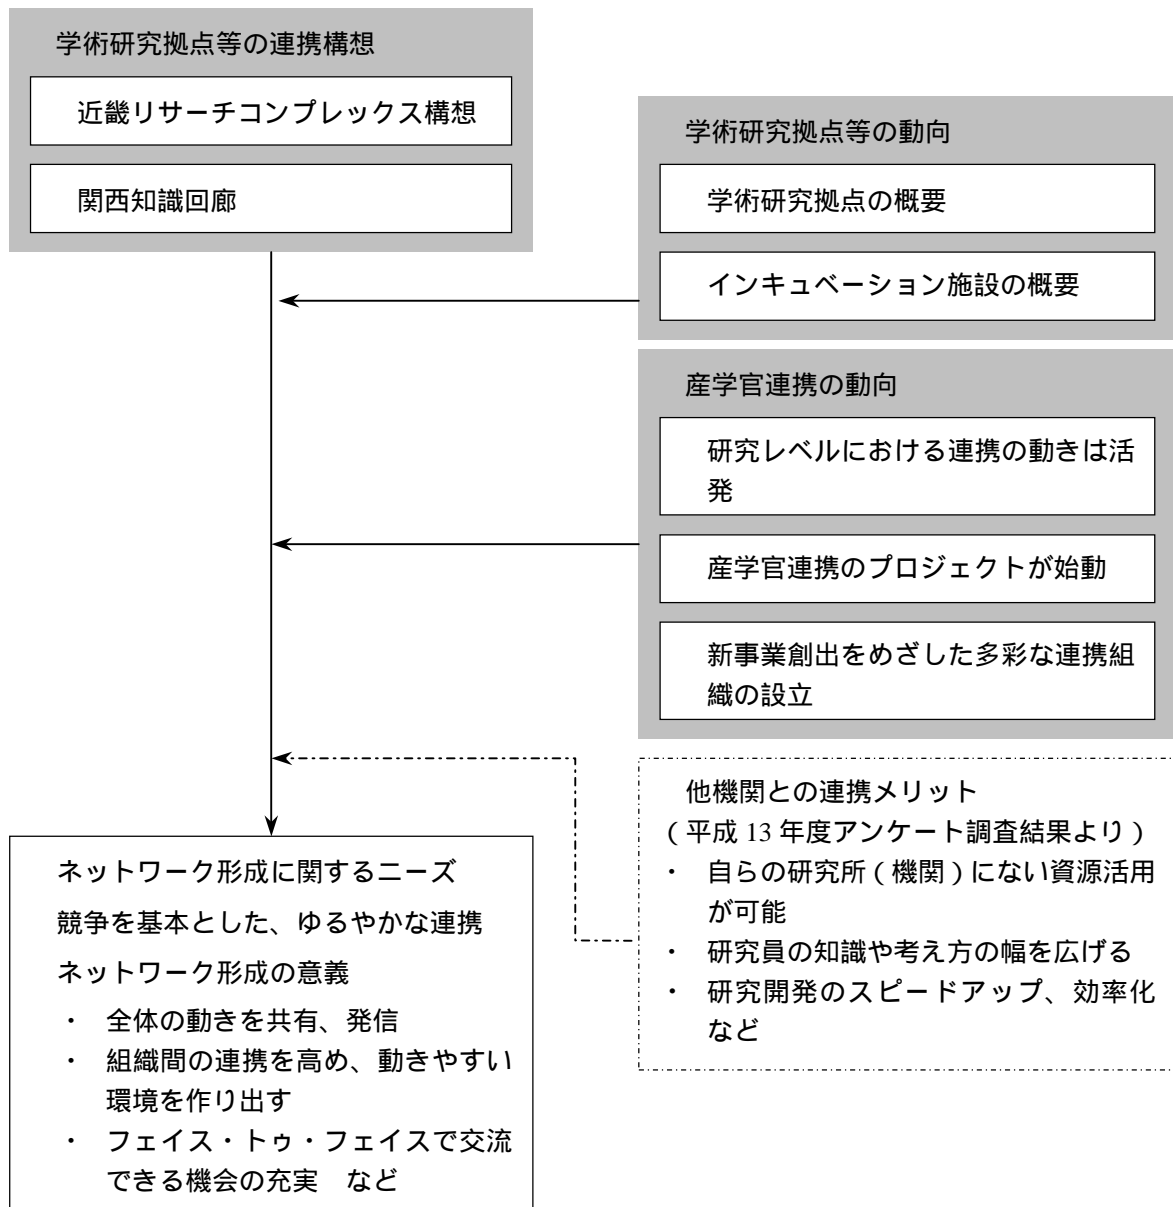 学術研究拠点等の連携構想
近畿リサーチコンプレックス構想
関西知識回廊
学術研究拠点等の動向
学術研究拠点の概要
インキュベーション施設の概要
産学官連携の動向
研究レベルにおける連携の動きは活
発
産学官連携のプロジェクトが始動
新事業創出をめざした多彩な連携組
織の設立
他機関との連携メリット
(平成 13 年度アンケート調査結果より)
・ 自らの研究所(機関)にない資源活用
が可能
・ 研究員の知識や考え方の幅を広げる
・ 研究開発のスピードアップ、効率化
など
ネットワーク形成に関するニーズ
競争を基本とした、ゆるやかな連携
ネットワーク形成の意義
・ 全体の動きを共有、発信
・ 組織間の連携を高め、動きやすい
環境を作り出す
・ フェイス・トゥ・フェイスで交流
できる機会の充実 など